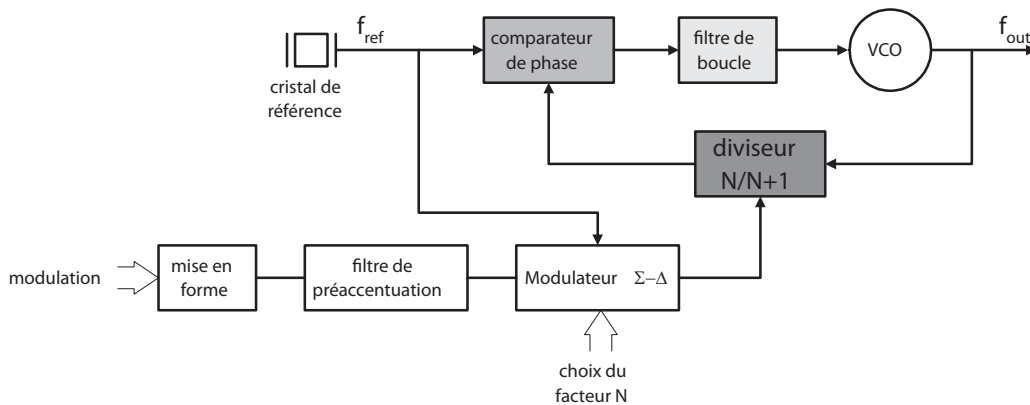 f_ref
cristal de
référence
comparateur
de phase
filtre de
boucle
VCO
f_out
diviseur
N/N+1
modulation
mise en
forme
filtre de
préaccentuation
Modulateur Σ−Δ
choix du
facteur N